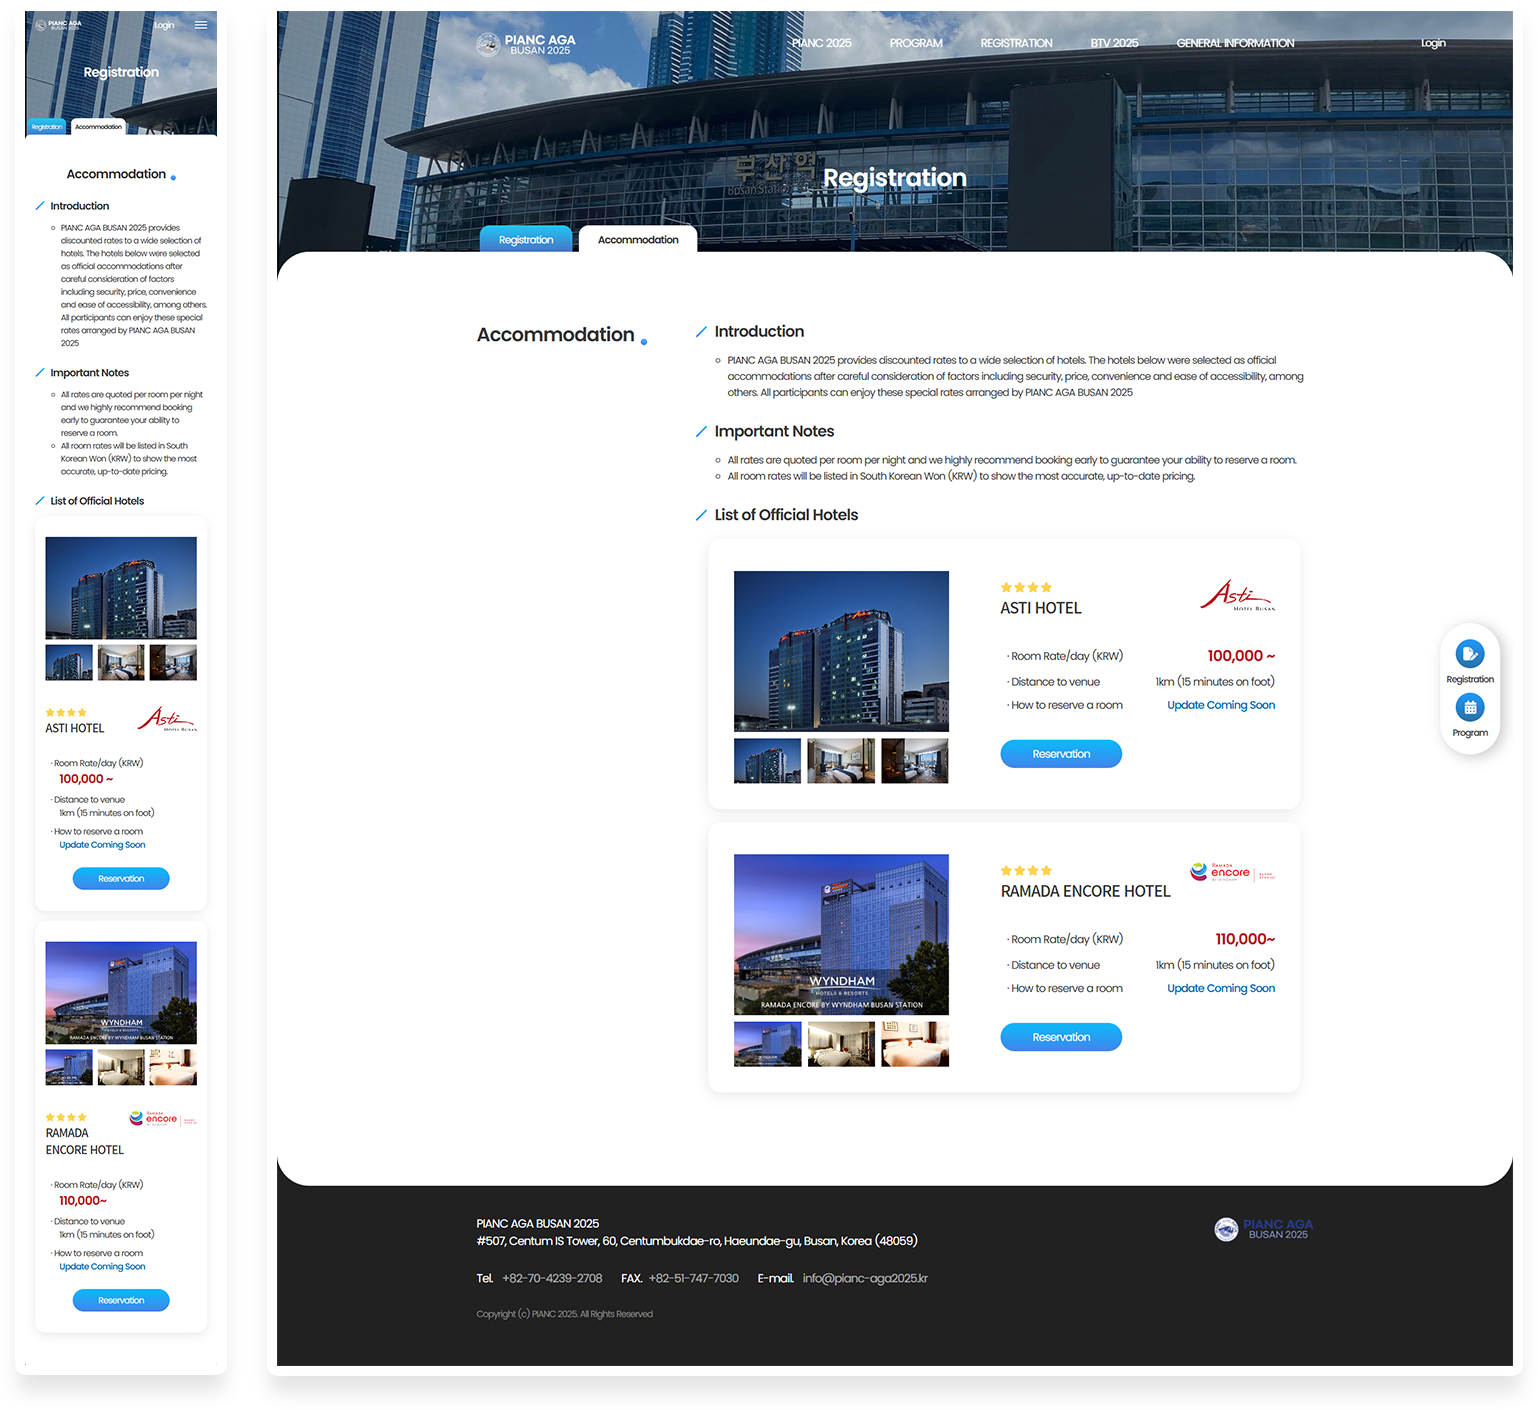 PIANC AGA
BUSAN 2025
Login
Registration
Registration
Accommodation
Accommodation
Introduction
PIANC AGA BUSAN 2025 provides
discounted rates to a wide selection of
hotels. The hotels below were selected
as official accommodations after
careful consideration of factors
including security, price, convenience
and ease of accessibility, among others.
All participants can enjoy these special
rates arranged by PIANC AGA BUSAN
2025
Important Notes
All rates are quoted per room per night
and we highly recommend booking
early to guarantee your ability to
reserve a room.
All room rates will be listed in South
Korean Won (KRW) to show the most
accurate, up-to-date pricing.
List of Official Hotels
ASTI HOTEL
Asti
HOTEL BUSAN
· Room Rate/day (KRW)
100,000 ~
· Distance to venue
1km (15 minutes on foot)
· How to reserve a room
Update Coming Soon
Reservation
WYNDHAM
HOTELS & RESORTS
RAMADA ENCORE BY WYNDHAM BUSAN STATION
RAMADA
encore
RAMADA
ENCORE HOTEL
· Room Rate/day (KRW)
110,000~
· Distance to venue
1km (15 minutes on foot)
· How to reserve a room
Update Coming Soon
Reservation
PIANC AGA
BUSAN 2025
PIANC 2025
PROGRAM
REGISTRATION
BTV 2025
GENERAL INFORMATION
Login
부산역
Busan Station
Registration
Registration
Accommodation
Accommodation
Introduction
PIANC AGA BUSAN 2025 provides discounted rates to a wide selection of hotels. The hotels below were selected as official
accommodations after careful consideration of factors including security, price, convenience and ease of accessibility, among
others. All participants can enjoy these special rates arranged by PIANC AGA BUSAN 2025
Important Notes
All rates are quoted per room per night and we highly recommend booking early to guarantee your ability to reserve a room.
All room rates will be listed in South Korean Won (KRW) to show the most accurate, up-to-date pricing.
List of Official Hotels
ASTI HOTEL
Asti
HOTEL BUSAN
· Room Rate/day (KRW)
100,000 ~
· Distance to venue
1km (15 minutes on foot)
· How to reserve a room
Update Coming Soon
Reservation
WYNDHAM
HOTELS & RESORTS
RAMADA ENCORE BY WYNDHAM BUSAN STATION
RAMADA
encore
BY WYNDHAM
RAMADA ENCORE HOTEL
· Room Rate/day (KRW)
110,000~
· Distance to venue
1km (15 minutes on foot)
· How to reserve a room
Update Coming Soon
Reservation
Registration
Program
PIANC AGA BUSAN 2025
#507, Centum IS Tower, 60, Centumbukdae-ro, Haeundae-gu, Busan, Korea (48059)
Tel. +82-70-4239-2708 FAX. +82-51-747-7030 E-mail. info@pianc-aga2025.kr
Copyright (c) PIANC 2025. All Rights Reserved
PIANC AGA
BUSAN 2025